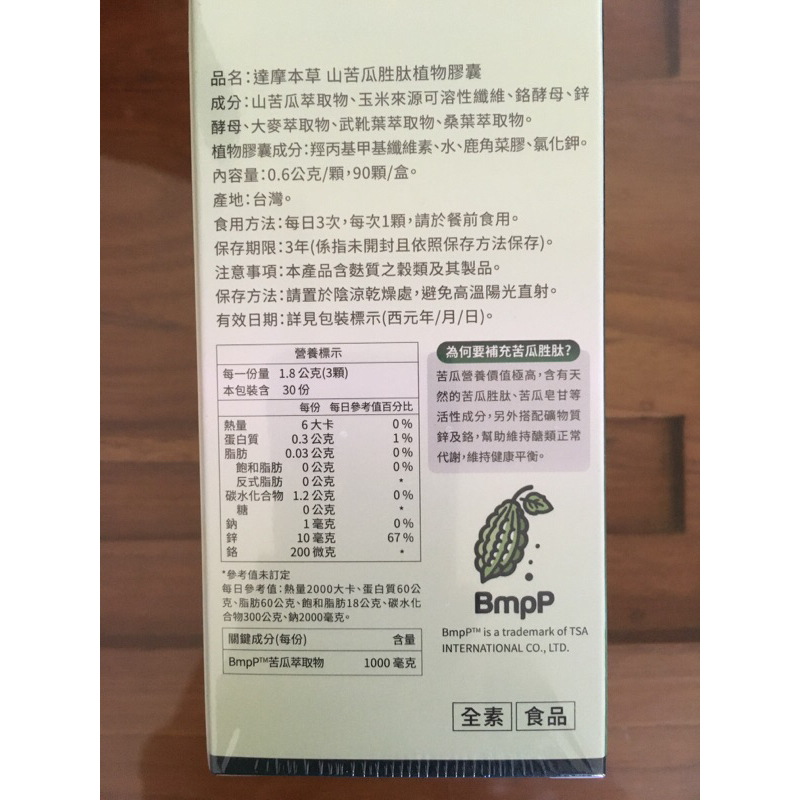 品名：達摩本草 山苦瓜胜肽植物膠囊
成分：山苦瓜萃取物、玉米來源可溶性纖維、鉻酵母、鋅
酵母、大麥萃取物、武靴葉萃取物、桑葉萃取物。
植物膠囊成分：羥丙基甲基纖維素、水、鹿角菜膠、氯化鉀。
內容量：0.6公克/顆，90顆/盒。
產地：台灣。
食用方法：每日3次，每次1顆，請於餐前食用。
保存期限：3年(係指未開封且依照保存方法保存)。
注意事項：本產品含麩質之穀類及其製品。
保存方法：請置於陰涼乾燥處，避免高溫陽光直射。
有效日期：詳見包裝標示(西元年/月/日)。
營養標示
每一份量 1.8公克(3顆)
本包裝含 30份
每份 每日參考值百分比
熱量 6大卡 0%
蛋白質 0.3公克 1%
脂肪 0.03公克 0%
飽和脂肪 0公克 0%
反式脂肪 0公克 *
碳水化合物 1.2公克 0%
糖 0公克 *
鈉 1毫克 0%
鋅 10毫克 67%
鉻 200微克 *
*參考值未訂定
每日參考值：熱量2000大卡、蛋白質60公
克、脂肪60公克、飽和脂肪18公克、碳水化
合物300公克、鈉2000毫克。
關鍵成分(每份) 含量
BmpP™苦瓜萃取物 1000毫克
為何要補充苦瓜胜肽?
苦瓜營養價值極高，含有天
然的苦瓜胜肽、苦瓜皂甘等
活性成分，另外搭配礦物質
鋅及鉻，幫助維持醣類正常
代謝，維持健康平衡。
BmpP
BmpP™ is a trademark of TSA
INTERNATIONAL CO., LTD.
全素 食品